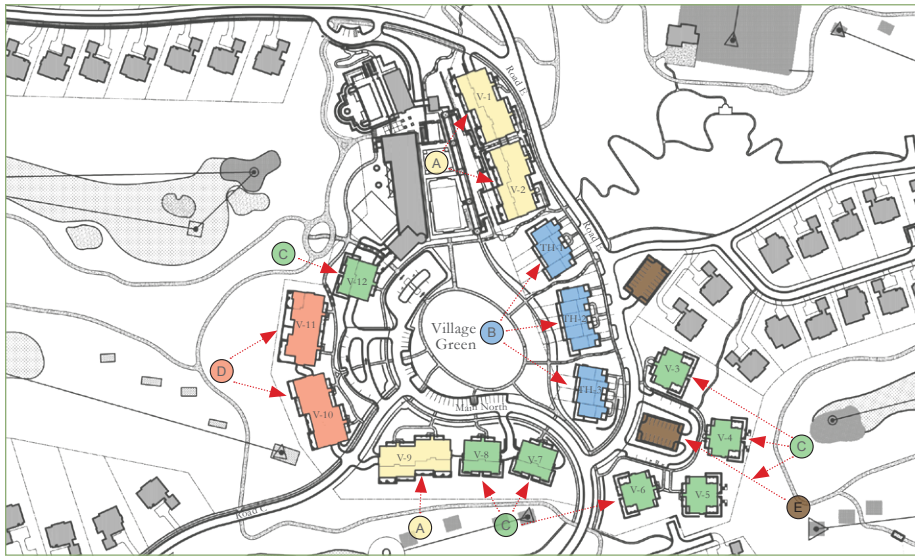 Road F
V-1
A
V-2
Road F
TH-1
C
V-12
V-11
Village
Green
B
TH-2
D
V-3
TH-3
V-10
Main North
V-4
C
V-9
V-8
V-7
V-6
V-5
E
Road C
A
C